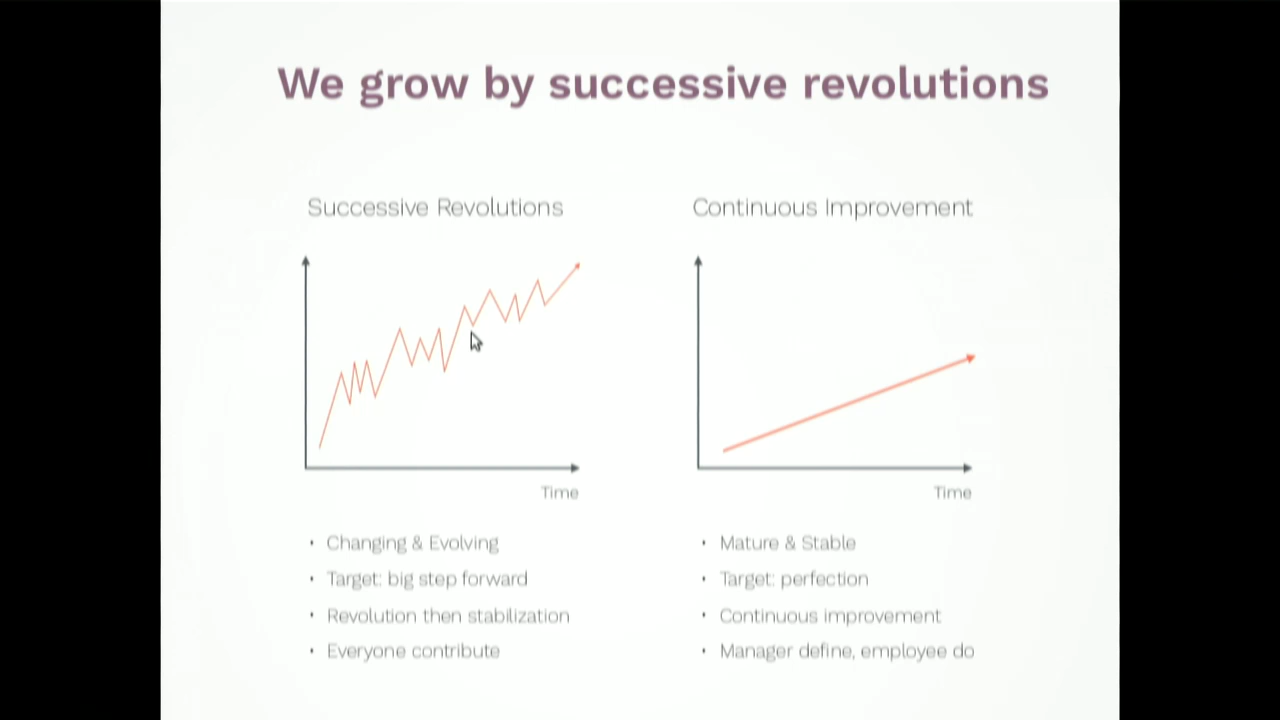 We grow by successive revolutions
Successive Revolutions
Time
• Changing & Evolving
• Target: big step forward
• Revolution then stabilization
• Everyone contribute
Continuous Improvement
Time
• Mature & Stable
• Target: perfection
• Continuous improvement
• Manager define, employee do